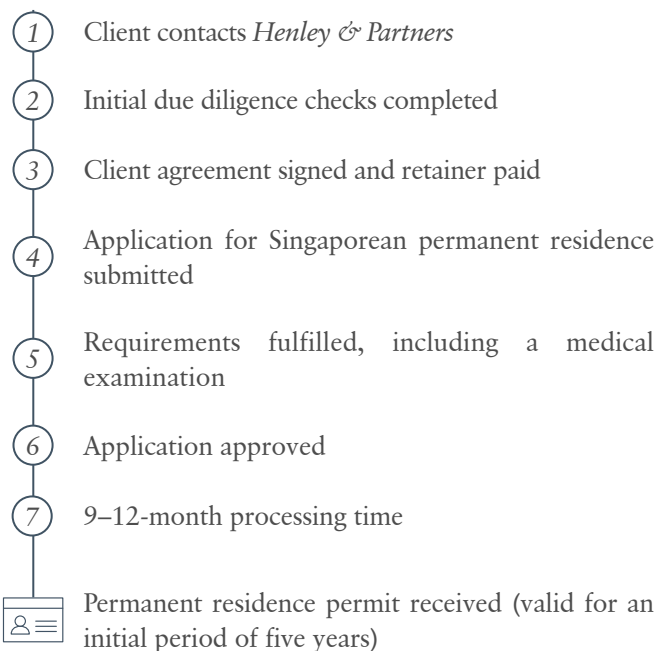 1 Client contacts Henley & Partners
2 Initial due diligence checks completed
3 Client agreement signed and retainer paid
4 Application for Singaporean permanent residence
submitted
5 Requirements fulfilled, including a medical
examination
6 Application approved
7 9–12-month processing time
Permanent residence permit received (valid for an
initial period of five years)